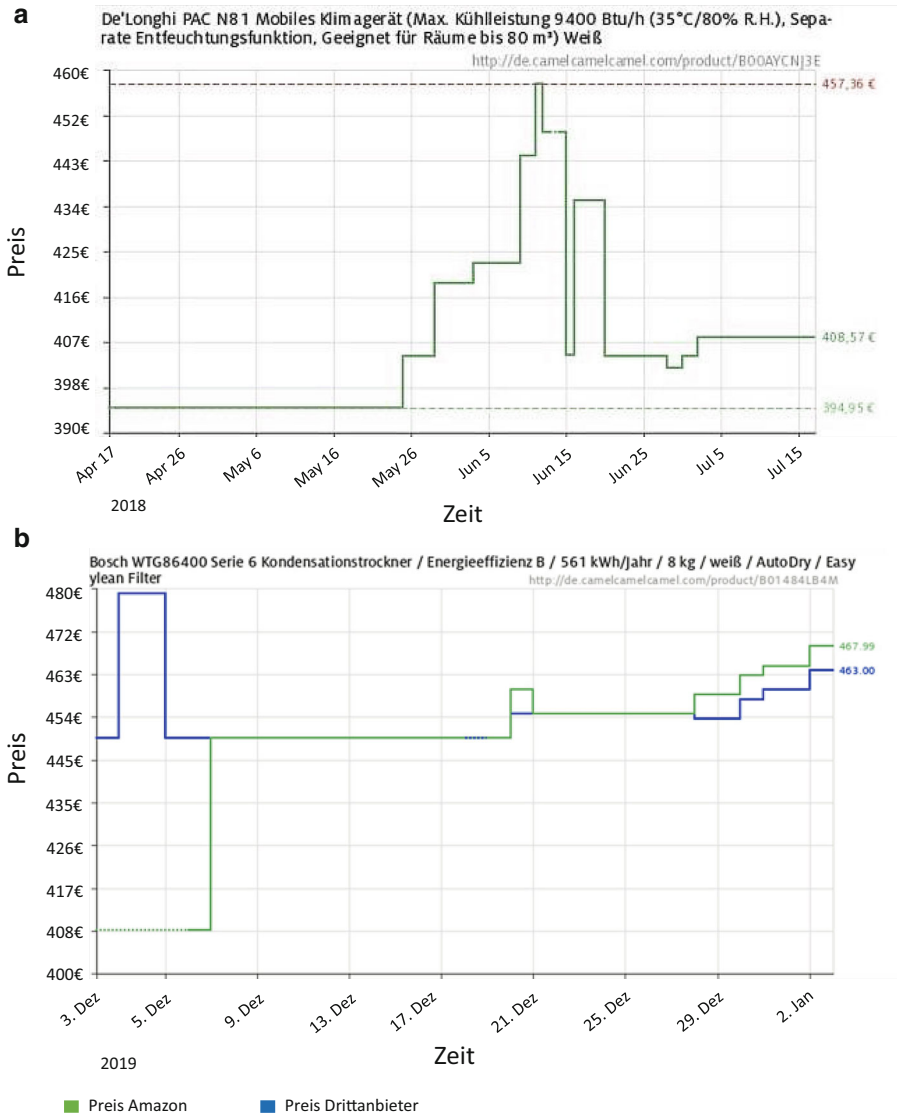 a
De'Longhi PAC N81 Mobiles Klimagerät (Max. Kühlleistung 9400 Btu/h (35°C/80% R.H.), Sepa-
rate Entfeuchtungsfunktion, Geeignet für Räume bis 80 m³) Weiß
http://de.camelcamelcamel.com/product/B00AYCNJ3E
460€
457,36 €
452€
443€
434€
425€
416€
407€
408,57 €
398€
394,95 €
390€
Preis
Apr 17
Apr 26
May 6
May 16
May 26
Jun 5
Jun 15
Jun 25
Jul 5
Jul 15
2018
Zeit
b
Bosch WTG86400 Serie 6 Kondensationstrockner / Energieeffizienz B / 561 kWh/Jahr / 8 kg / weiß / AutoDry / Easy
ylean Filter
http://de.camelcamelcamel.com/product/B01484LB4M
480€
472€
463€
467.99
463.00
454€
445€
435€
426€
417€
408€
400€
Preis
3. Dez
5. Dez
9. Dez
13. Dez
17. Dez
21. Dez
25. Dez
29. Dez
2. Jan
2019
Zeit
Preis Amazon
Preis Drittanbieter